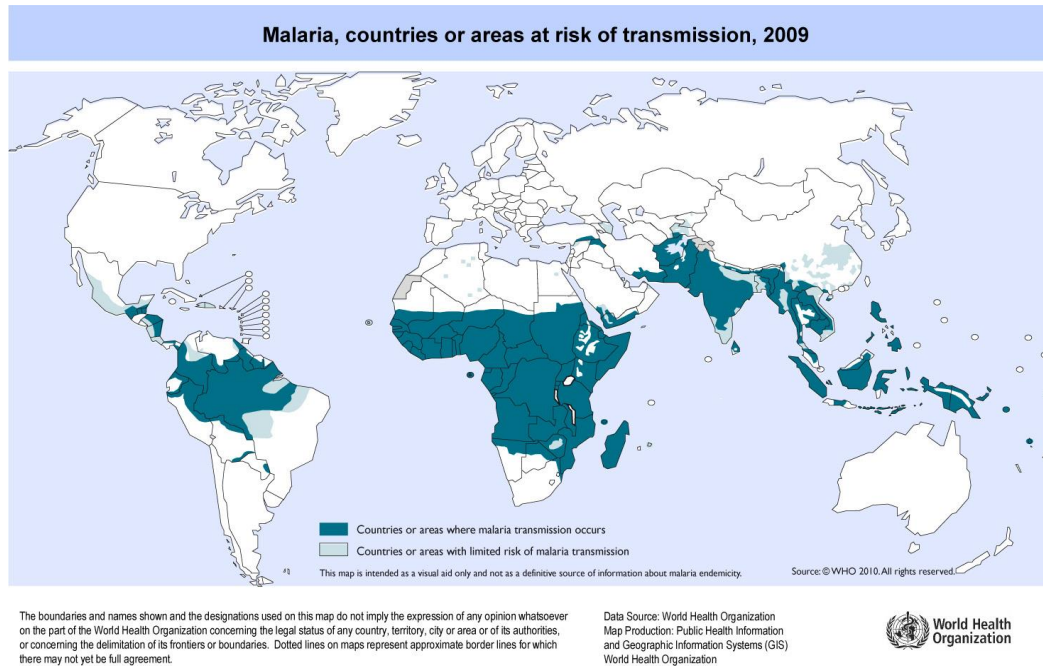 Malaria, countries or areas at risk of transmission, 2009
Countries or areas where malaria transmission occurs
Countries or areas with limited risk of malaria transmission
This map is intended as a visual aid only and not as a definitive source of information about malaria endemicity.
Source: © WHO 2010. All rights reserved.
The boundaries and names shown and the designations used on this map do not imply the expression of any opinion whatsoever
on the part of the World Health Organization concerning the legal status of any country, territory, city or area or of its authorities,
or concerning the delimitation of its frontiers or boundaries. Dotted lines on maps represent approximate border lines for which
there may not yet be full agreement.
Data Source: World Health Organization
Map Production: Public Health Information
and Geographic Information Systems (GIS)
World Health Organization
World Health
Organization